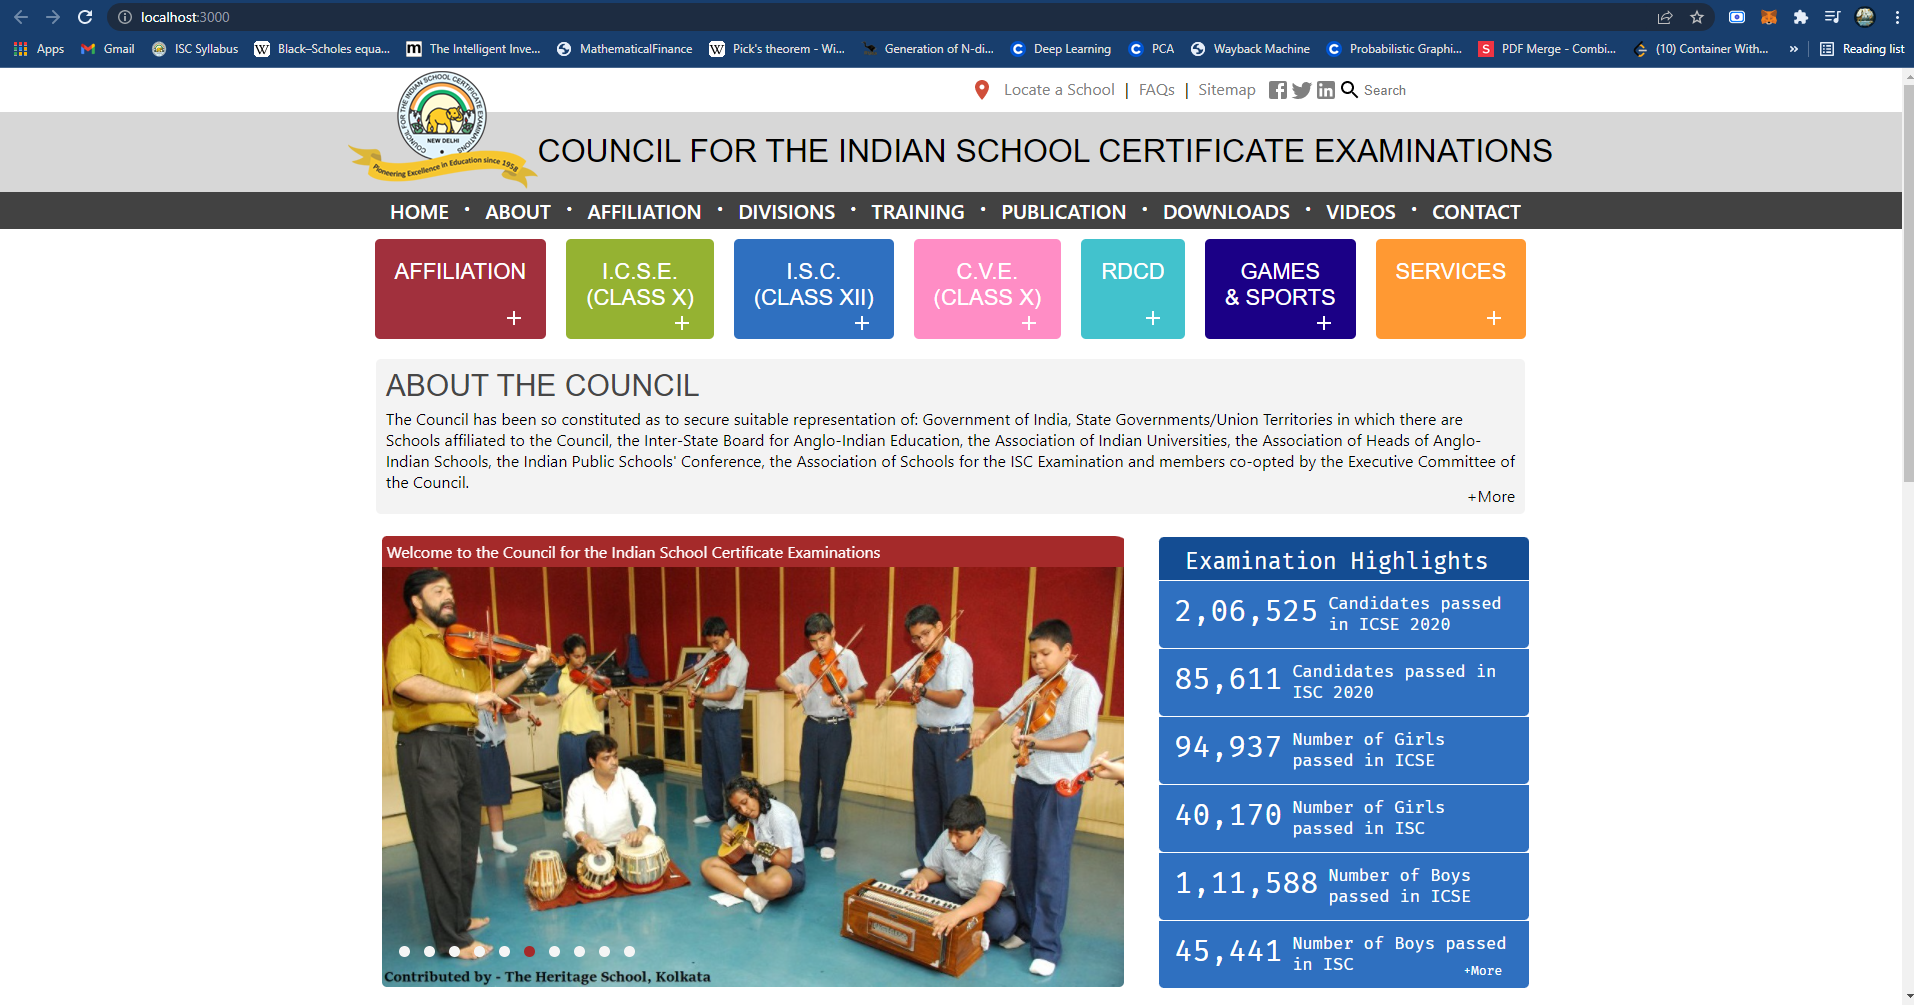 localhost:3000
Apps
Gmail
ISC Syllabus
Black–Scholes equa...
The Intelligent Inve...
MathematicalFinance
Pick's theorem - Wi...
Generation of N-di...
Deep Learning
PCA
Wayback Machine
Probabilistic Graphi...
PDF Merge - Combi...
(10) Container With...
»
Reading list
Locate a School | FAQs | Sitemap
Search
COUNCIL FOR THE INDIAN SCHOOL CERTIFICATE EXAMINATIONS
NEW DELHI
Pioneering Excellence in Education since 1958
COUNCIL FOR THE INDIAN SCHOOL CERTIFICATE EXAMINATIONS
HOME • ABOUT • AFFILIATION • DIVISIONS • TRAINING • PUBLICATION • DOWNLOADS • VIDEOS • CONTACT
AFFILIATION
+
I.C.S.E.
(CLASS X)
+
I.S.C.
(CLASS XII)
+
C.V.E.
(CLASS X)
+
RDCD
+
GAMES
& SPORTS
+
SERVICES
+
ABOUT THE COUNCIL
The Council has been so constituted as to secure suitable representation of: Government of India, State Governments/Union Territories in which there are
Schools affiliated to the Council, the Inter-State Board for Anglo-Indian Education, the Association of Indian Universities, the Association of Heads of Anglo-
Indian Schools, the Indian Public Schools' Conference, the Association of Schools for the ISC Examination and members co-opted by the Executive Committee of
the Council.
+More
Welcome to the Council for the Indian School Certificate Examinations
Contributed by - The Heritage School, Kolkata
Examination Highlights
2,06,525 Candidates passed
in ICSE 2020
85,611 Candidates passed in
ISC 2020
94,937 Number of Girls
passed in ICSE
40,170 Number of Girls
passed in ISC
1,11,588 Number of Boys
passed in ICSE
45,441 Number of Boys passed
in ISC
+More